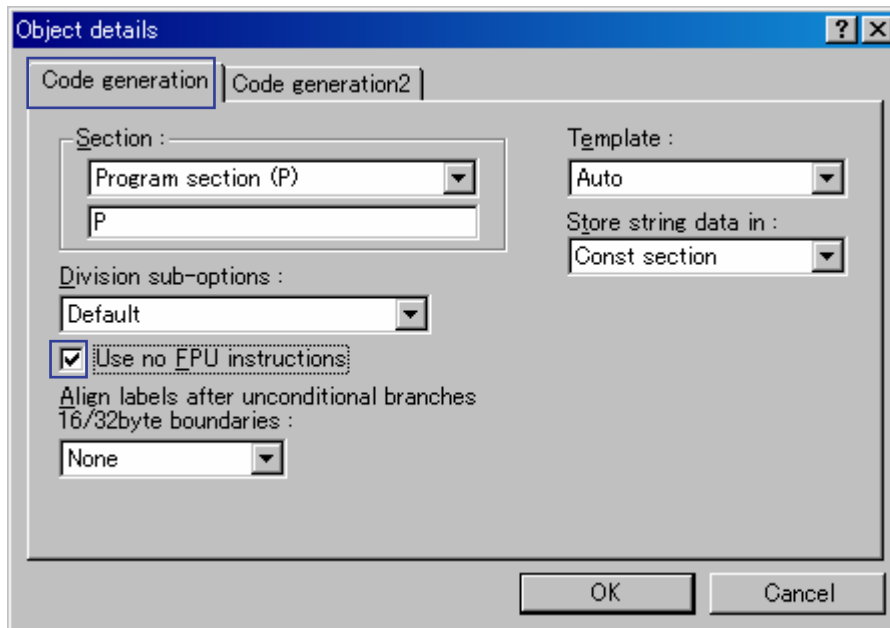 Object details
Code generation
Code generation2
Section :
Program section (P)
P
Template :
Auto
Store string data in :
Const section
Division sub-options :
Default
Use no FPU instructions
Align labels after unconditional branches
16/32byte boundaries :
None
OK
Cancel